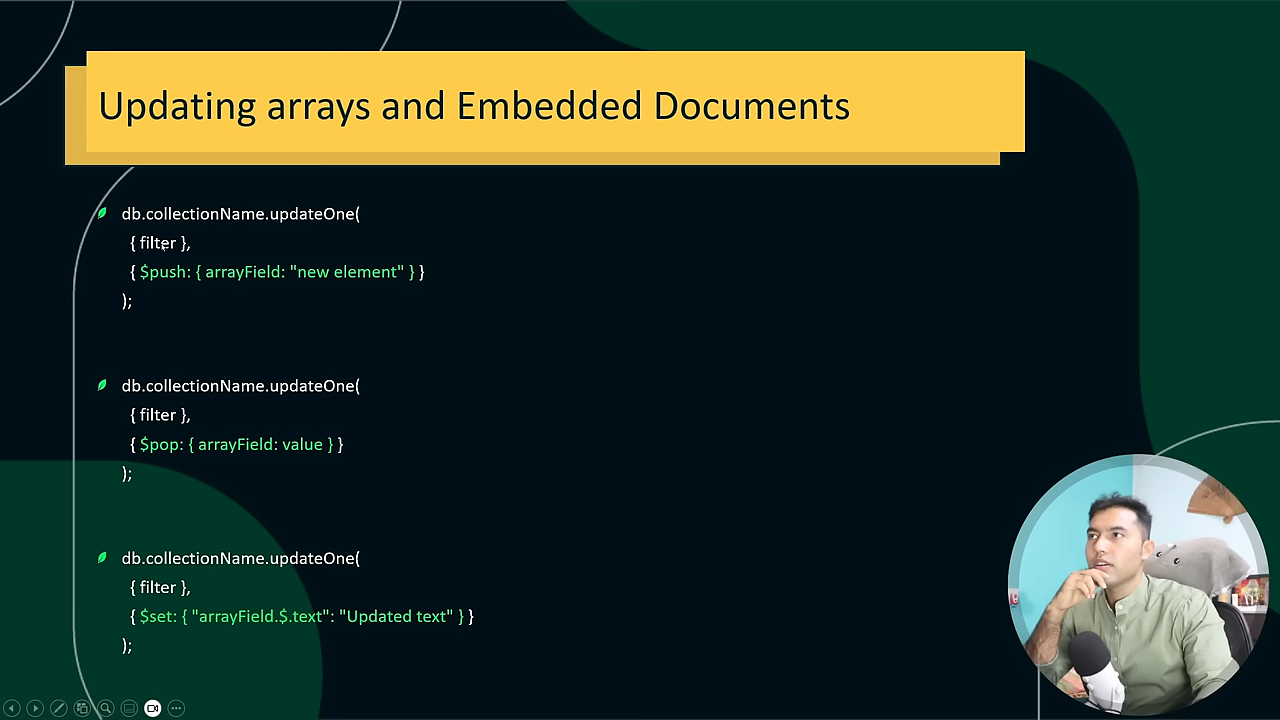 Updating arrays and Embedded Documents
db.collectionName.updateOne(
{ filter },
{ $push: { arrayField: "new element" } }
);
db.collectionName.updateOne(
{ filter },
{ $pop: { arrayField: value } }
);
db.collectionName.updateOne(
{ filter },
{ $set: { "arrayField.$.text": "Updated text" } }
);